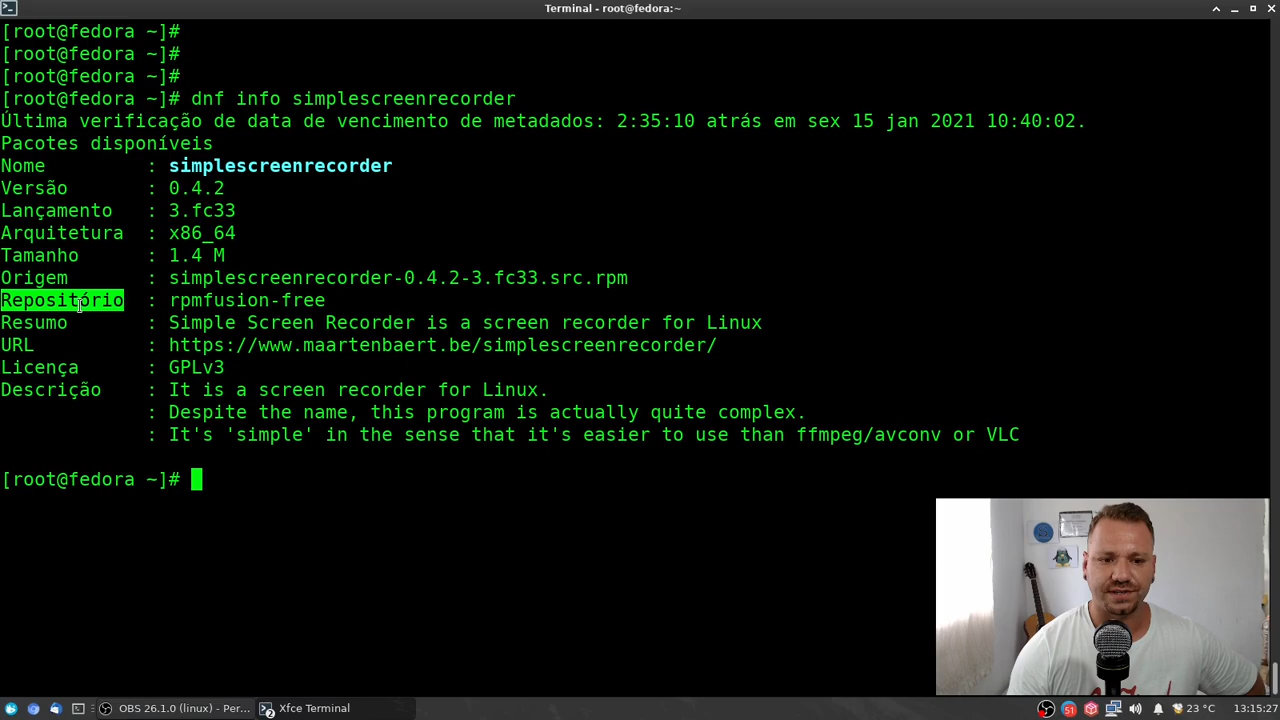 Terminal - root@fedora:~
[root@fedora ~]#
[root@fedora ~]#
[root@fedora ~]#
[root@fedora ~]# dnf info simplescreenrecorder
Última verificação de data de vencimento de metadados: 2:35:10 atrás em sex 15 jan 2021 10:40:02.
Pacotes disponíveis
Nome : simplescreenrecorder
Versão : 0.4.2
Lançamento : 3.fc33
Arquitetura : x86_64
Tamanho : 1.4 M
Origem : simplescreenrecorder-0.4.2-3.fc33.src.rpm
Repositório : rpmfusion-free
Resumo : Simple Screen Recorder is a screen recorder for Linux
URL : https://www.maartenbaert.be/simplescreenrecorder/
Licença : GPLv3
Descrição : It is a screen recorder for Linux.
: Despite the name, this program is actually quite complex.
: It's 'simple' in the sense that it's easier to use than ffmpeg/avconv or VLC
[root@fedora ~]#
OBS 26.1.0 (linux) - Per... 2 Xfce Terminal 51 23 °C 13:15:27